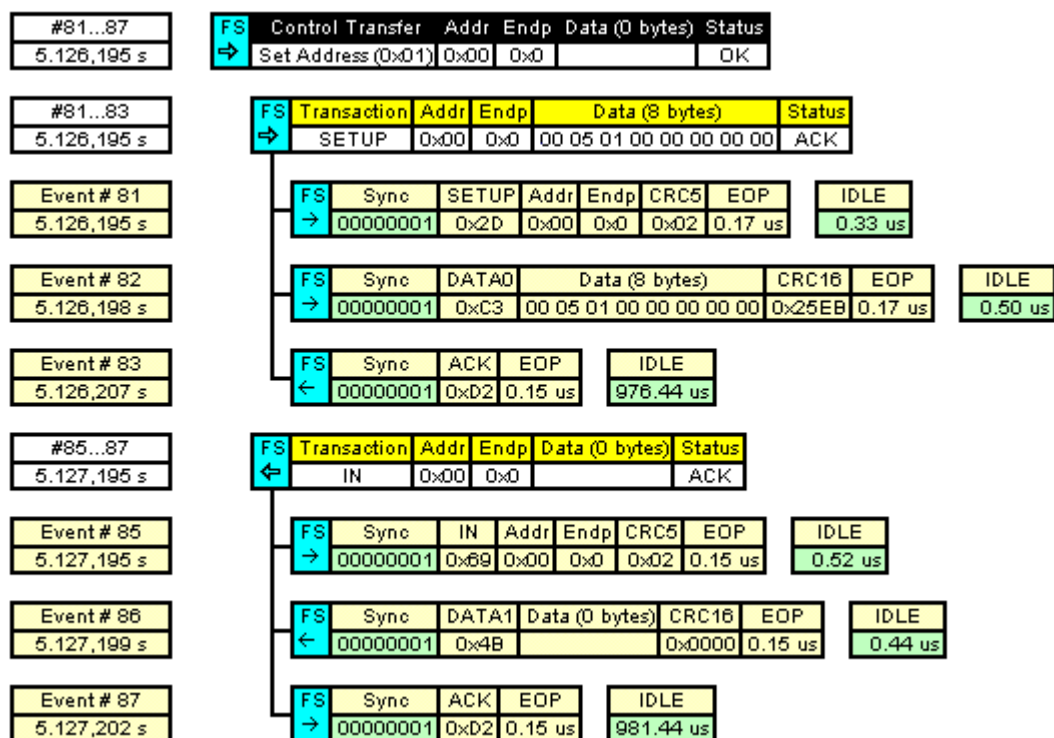 #81...87 FS Control Transfer Addr Endp Data (0 bytes) Status
5.126,195 s Set Address (0x01) 0x00 0x0 OK
#81...83 FS Transaction Addr Endp Data (8 bytes) Status
5.126,195 s SETUP 0x00 0x0 00 05 01 00 00 00 00 00 ACK
Event # 81 FS Sync SETUP Addr Endp CRC5 EOP IDLE
5.126,195 s → 00000001 0x2D 0x00 0x0 0x02 0.17 us 0.33 us
Event # 82 FS Sync DATA0 Data (8 bytes) CRC16 EOP IDLE
5.126,198 s → 00000001 0xC3 00 05 01 00 00 00 00 00 0x25EB 0.17 us 0.50 us
Event # 83 FS Sync ACK EOP IDLE
5.126,207 s ← 00000001 0xD2 0.15 us 976.44 us
#85...87 FS Transaction Addr Endp Data (0 bytes) Status
5.127,195 s IN 0x00 0x0 ACK
Event # 85 FS Sync IN Addr Endp CRC5 EOP IDLE
5.127,195 s → 00000001 0x69 0x00 0x0 0x02 0.15 us 0.52 us
Event # 86 FS Sync DATA1 Data (0 bytes) CRC16 EOP IDLE
5.127,199 s ← 00000001 0x4B 0x0000 0.15 us 0.44 us
Event # 87 FS Sync ACK EOP IDLE
5.127,202 s → 00000001 0xD2 0.15 us 981.44 us